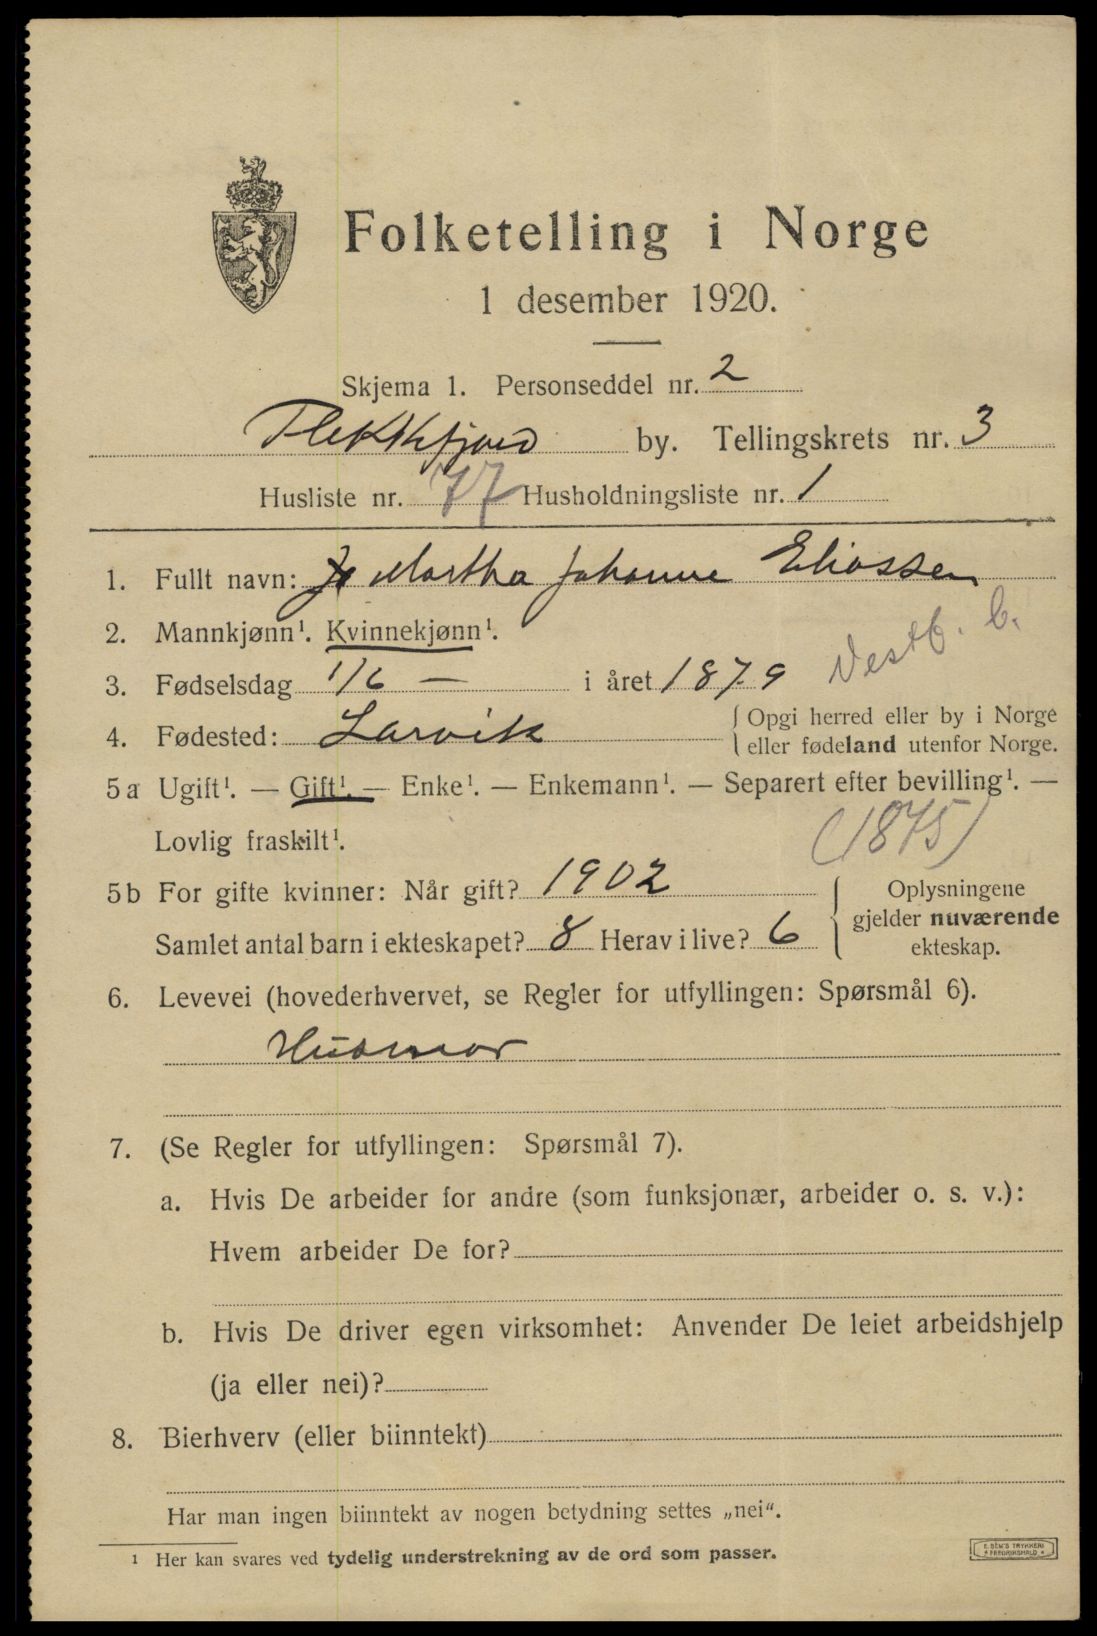 Folketelling i Norge
1 desember 1920.
Skjema 1. Personseddel nr. 2
Flekkefjord by. Tellingskrets nr. 3
Husliste nr. 77 Husholdningsliste nr. 1
1. Fullt navn: Martha Johanne Eliassen
2. Mannkjønn¹. Kvinnekjønn¹.
Vestb. b.
3. Fødselsdag 1/6 — i året 1879
4. Fødested: Larvik { Opgi herred eller by i Norge
eller fødeland utenfor Norge.
5a Ugift¹. — Gift¹. — Enke¹. — Enkemann¹. — Separert efter bevilling¹. —
Lovlig fraskilt¹.
(1875)
5b For gifte kvinner: Når gift? 1902
Samlet antal barn i ekteskapet? 8 Herav i live? 6
{ Oplysningene
gjelder nuværende
ekteskap.
6. Levevei (hovederhvervet, se Regler for utfyllingen: Spørsmål 6).
Husmor
7. (Se Regler for utfyllingen: Spørsmål 7).
a. Hvis De arbeider for andre (som funksjonær, arbeider o. s. v.):
Hvem arbeider De for?
b. Hvis De driver egen virksomhet: Anvender De leiet arbeidshjelp
(ja eller nei)?
8. Bierhverv (eller biinntekt)
Har man ingen biinntekt av nogen betydning settes „nei“.
¹ Her kan svares ved tydelig understrekning av de ord som passer.
E. SEM'S TRYKKERI
* FREDRIKSHALD *